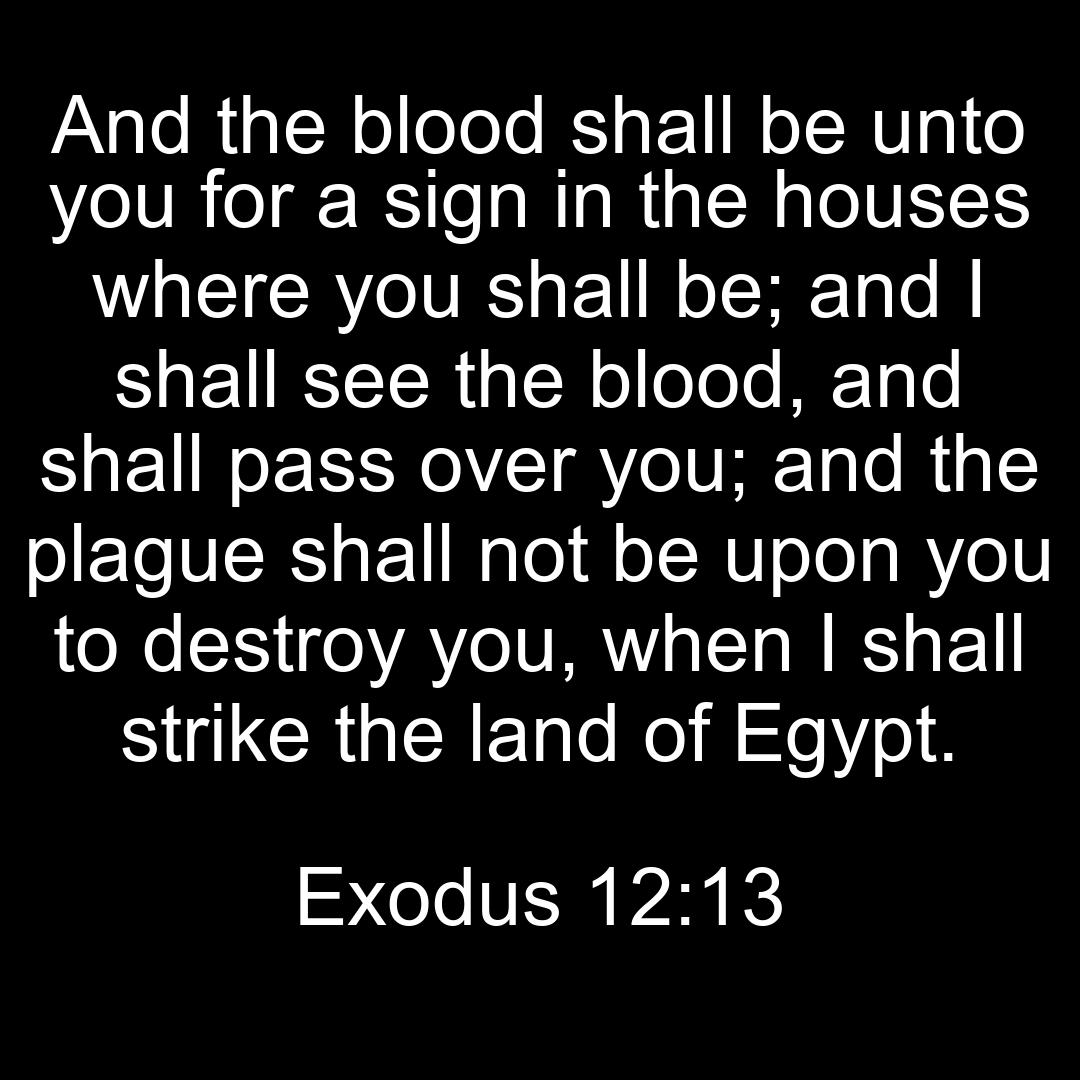 And the blood shall be unto
you for a sign in the houses
where you shall be; and I
shall see the blood, and
shall pass over you; and the
plague shall not be upon you
to destroy you, when I shall
strike the land of Egypt.
Exodus 12:13